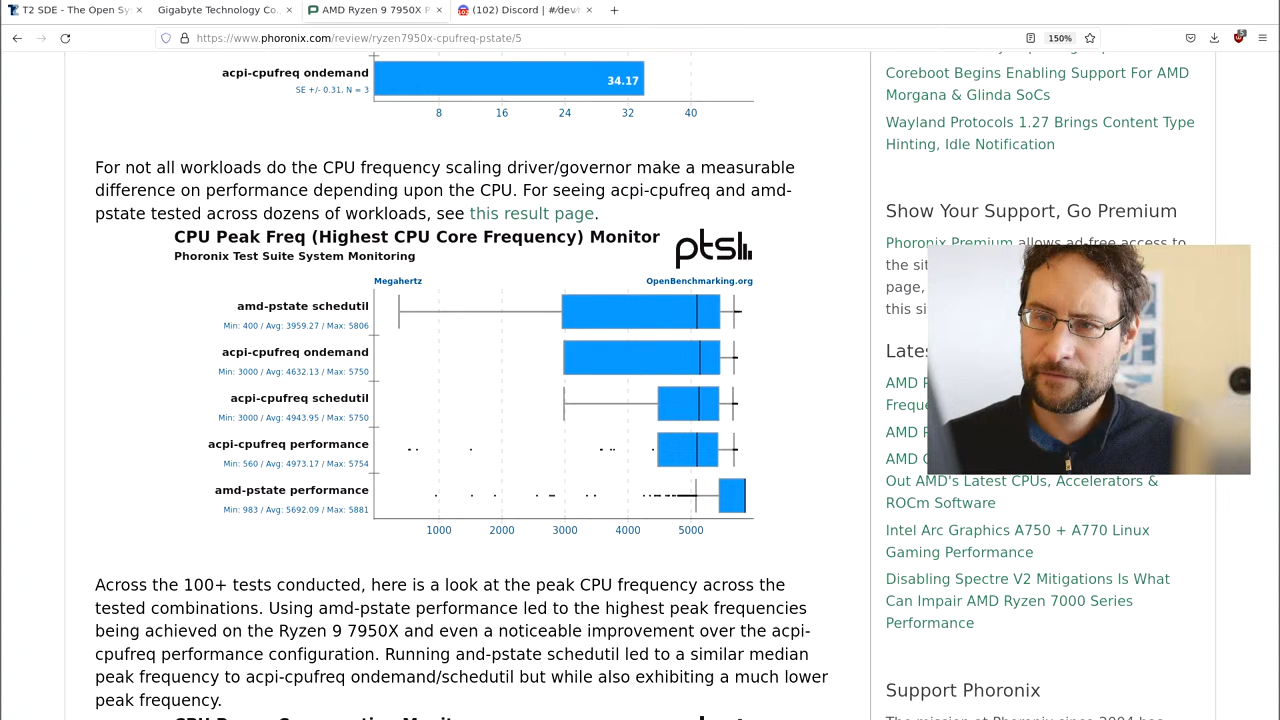 T2 SDE - The Open Sy
Gigabyte Technology Co...
AMD Ryzen 9 7950X P
(102) Discord | #/dev/
https://www.phoronix.com/review/ryzen7950x-cpufreq-pstate/5
150%
acpi-cpufreq ondemand
SE +/- 0.31, N = 3
34.17
8 16 24 32 40
For not all workloads do the CPU frequency scaling driver/governor make a measurable
difference on performance depending upon the CPU. For seeing acpi-cpufreq and amd-
pstate tested across dozens of workloads, see this result page.
CPU Peak Freq (Highest CPU Core Frequency) Monitor
Phoronix Test Suite System Monitoring
ptsl
Megahertz
OpenBenchmarking.org
amd-pstate schedutil
Min: 400 / Avg: 3959.27 / Max: 5806
acpi-cpufreq ondemand
Min: 3000 / Avg: 4632.13 / Max: 5750
acpi-cpufreq schedutil
Min: 3000 / Avg: 4943.95 / Max: 5750
acpi-cpufreq performance
Min: 560 / Avg: 4973.17 / Max: 5754
amd-pstate performance
Min: 983 / Avg: 5692.09 / Max: 5881
1000 2000 3000 4000 5000
Across the 100+ tests conducted, here is a look at the peak CPU frequency across the
tested combinations. Using amd-pstate performance led to the highest peak frequencies
being achieved on the Ryzen 9 7950X and even a noticeable improvement over the acpi-
cpufreq performance configuration. Running and-pstate schedutil led to a similar median
peak frequency to acpi-cpufreq ondemand/schedutil but while also exhibiting a much lower
peak frequency.
Coreboot Begins Enabling Support For AMD
Morgana & Glinda SoCs
Wayland Protocols 1.27 Brings Content Type
Hinting, Idle Notification
Show Your Support, Go Premium
Phoronix Premium allows ad-free access to
the sit
page,
this si
Lates
AMD
Freque
AMD
AMD
Out AMD's Latest CPUs, Accelerators &
ROCm Software
Intel Arc Graphics A750 + A770 Linux
Gaming Performance
Disabling Spectre V2 Mitigations Is What
Can Impair AMD Ryzen 7000 Series
Performance
Support Phoronix